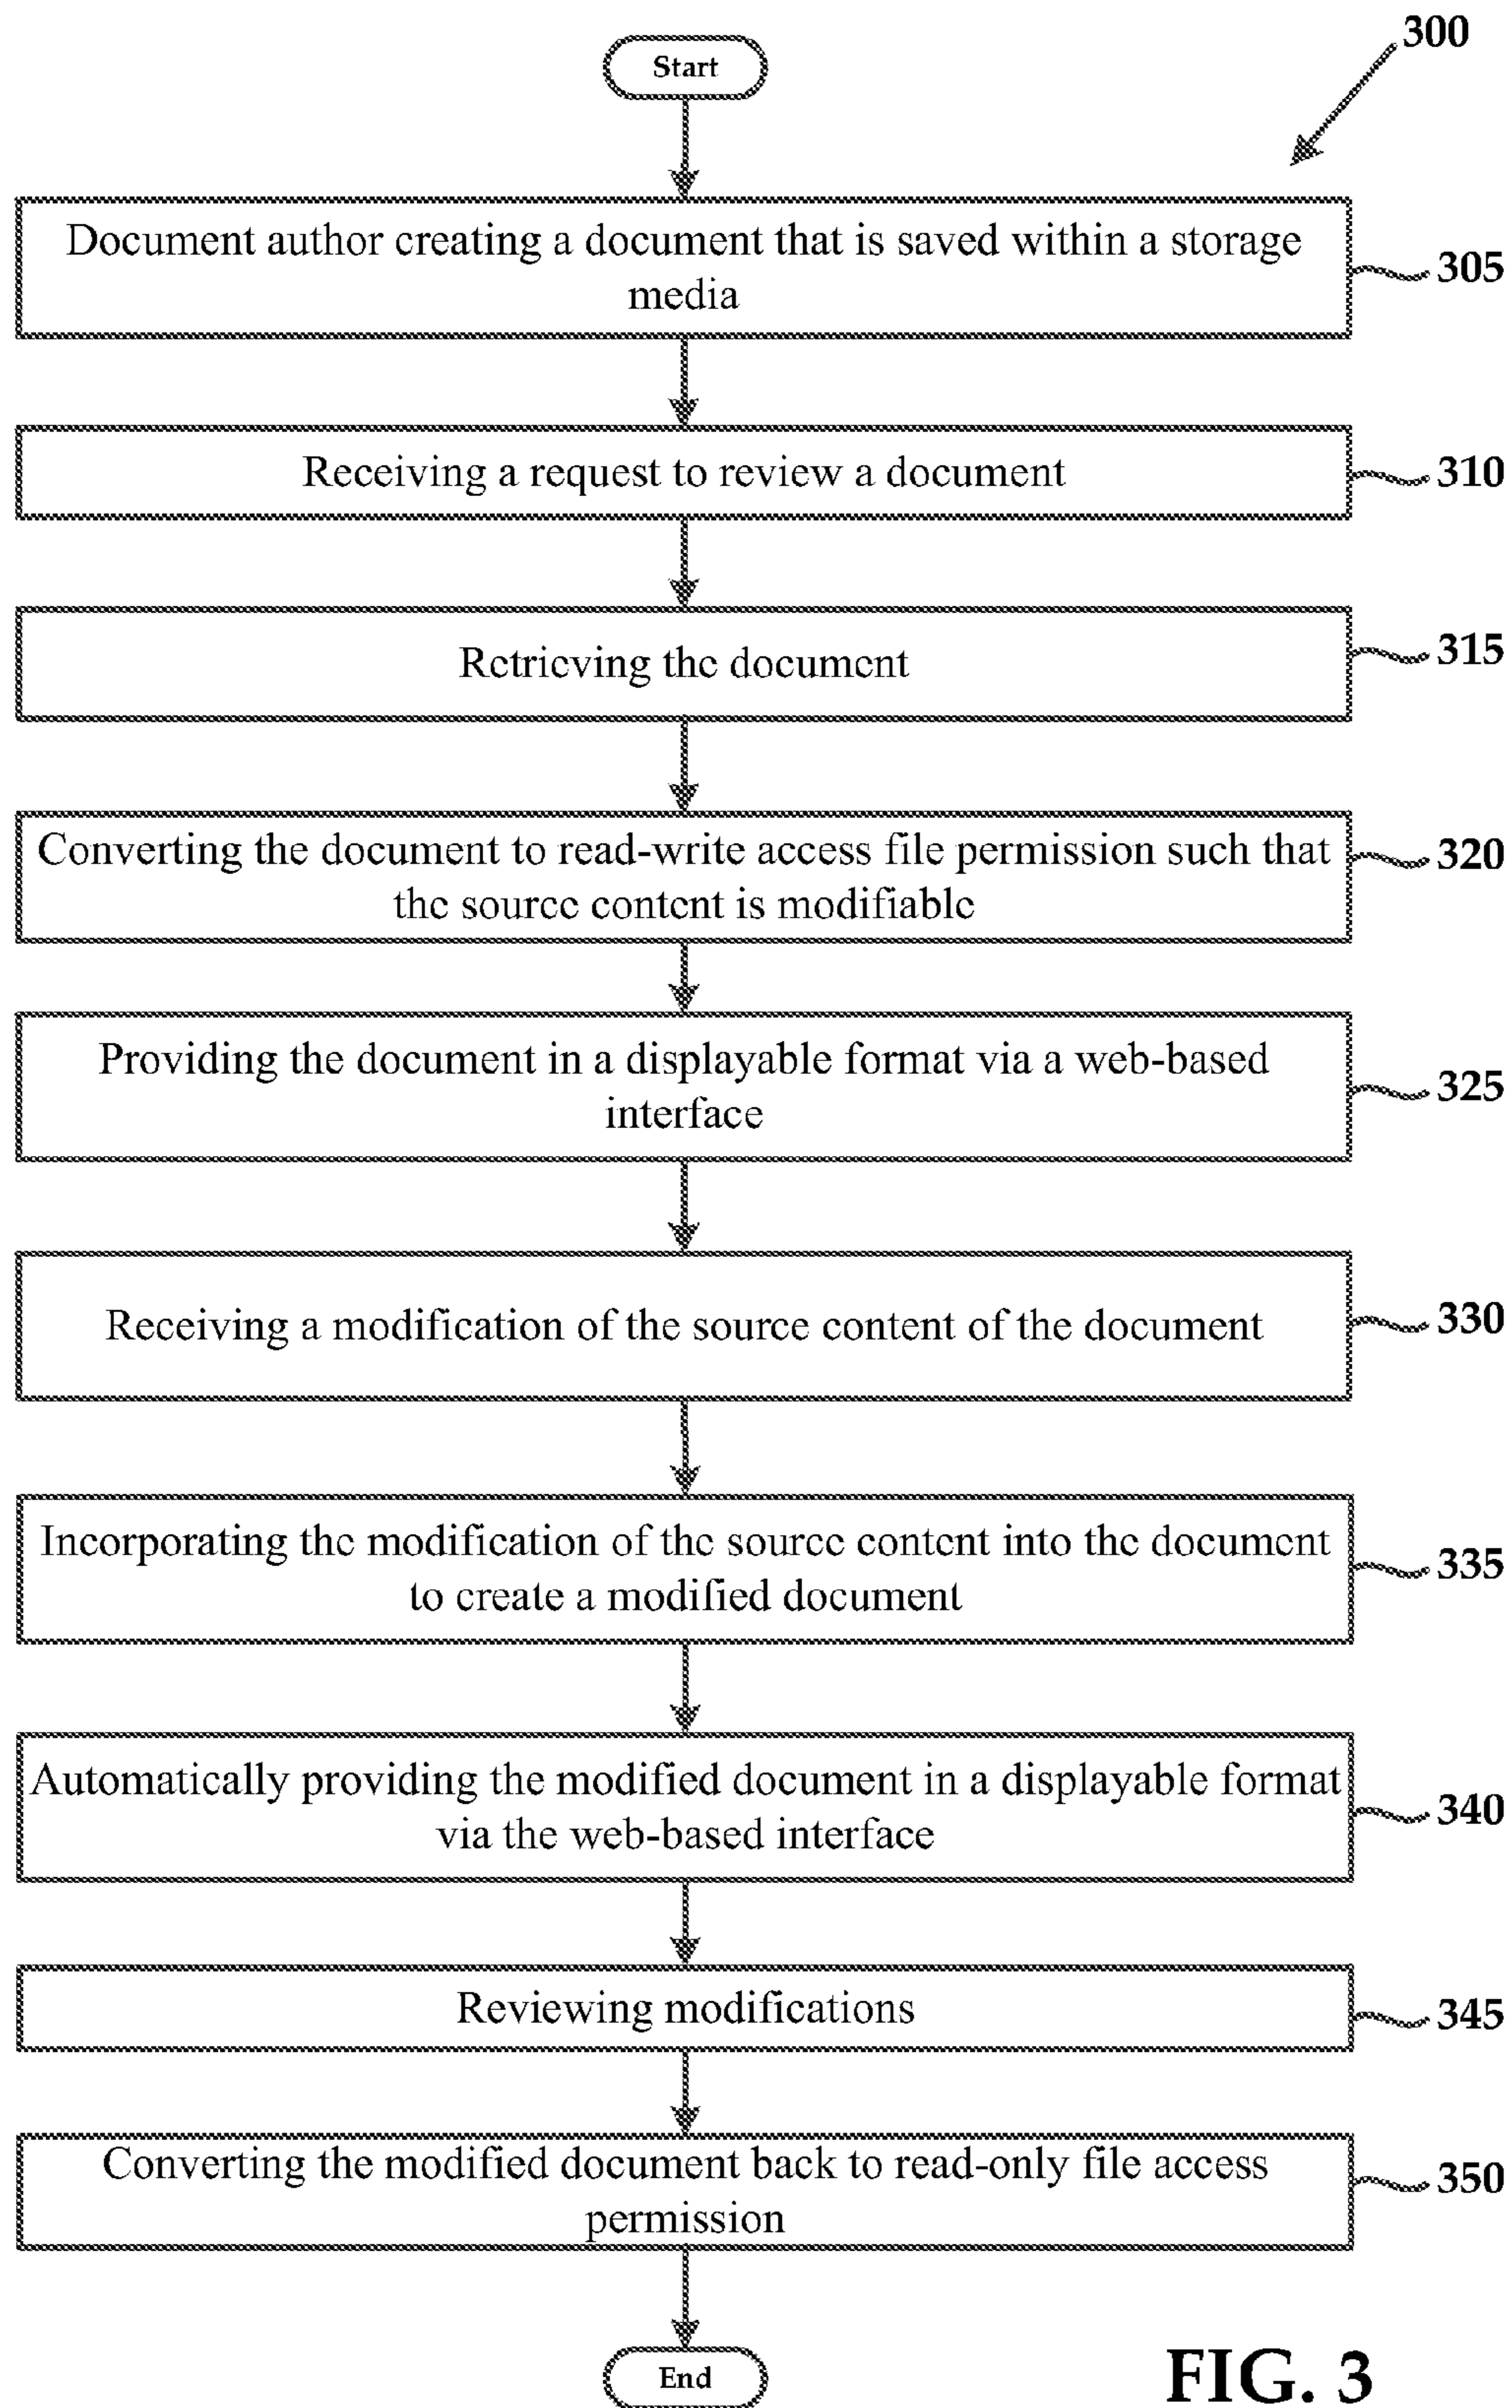 300
Start
Document author creating a document that is saved within a storage
media
305
Receiving a request to review a document
310
Retrieving the document
315
Converting the document to read-write access file permission such that
the source content is modifiable
320
Providing the document in a displayable format via a web-based
interface
325
Receiving a modification of the source content of the document
330
Incorporating the modification of the source content into the document
to create a modified document
335
Automatically providing the modified document in a displayable format
via the web-based interface
340
Reviewing modifications
345
Converting the modified document back to read-only file access
permission
350
End
FIG. 3